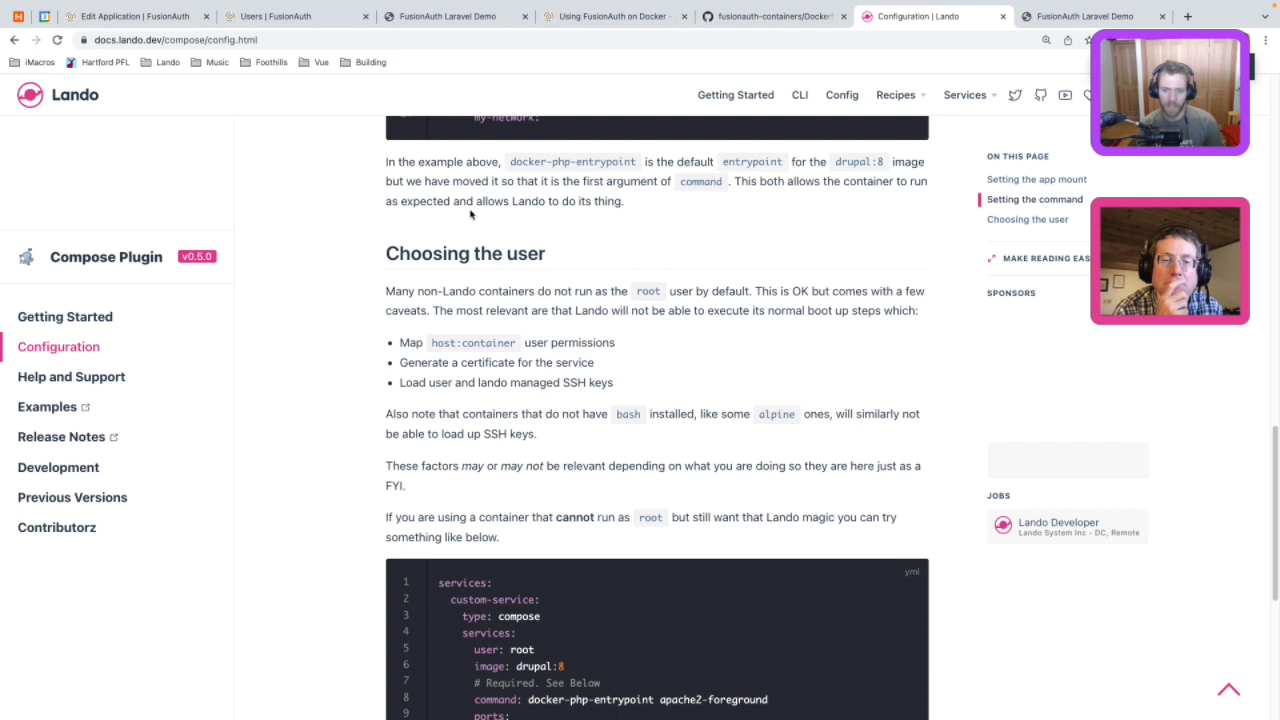 Edit Application | FusionAuth
Users | FusionAuth
FusionAuth Laravel Demo
Using FusionAuth on Docker -
fusionauth-containers/Docker
Configuration | Lando
FusionAuth Laravel Demo
docs.lando.dev/compose/config.html
iMacros
Hartford PFL
Lando
Music
Foothills
Vue
Building
Lando
Getting Started
CLI
Config
Recipes
Services
my-network:
In the example above, docker-php-entrypoint is the default entrypoint for the drupal:8 image
but we have moved it so that it is the first argument of command . This both allows the container to run
as expected and allows Lando to do its thing.
Compose Plugin v0.5.0
Getting Started
Configuration
Help and Support
Examples
Release Notes
Development
Previous Versions
Contributorz
Choosing the user
Many non-Lando containers do not run as the root user by default. This is OK but comes with a few
caveats. The most relevant are that Lando will not be able to execute its normal boot up steps which:
• Map host:container user permissions
• Generate a certificate for the service
• Load user and lando managed SSH keys
Also note that containers that do not have bash installed, like some alpine ones, will similarly not
be able to load up SSH keys.
These factors may or may not be relevant depending on what you are doing so they are here just as a
FYI.
If you are using a container that cannot run as root but still want that Lando magic you can try
something like below.
yml
1 services:
2 custom-service:
3 type: compose
4 services:
5 user: root
6 image: drupal:8
7 # Required. See Below
8 command: docker-php-entrypoint apache2-foreground
9 ports:
ON THIS PAGE
Setting the app mount
Setting the command
Choosing the user
MAKE READING EAS
SPONSORS
JOBS
Lando Developer
Lando System Inc - DC, Remote